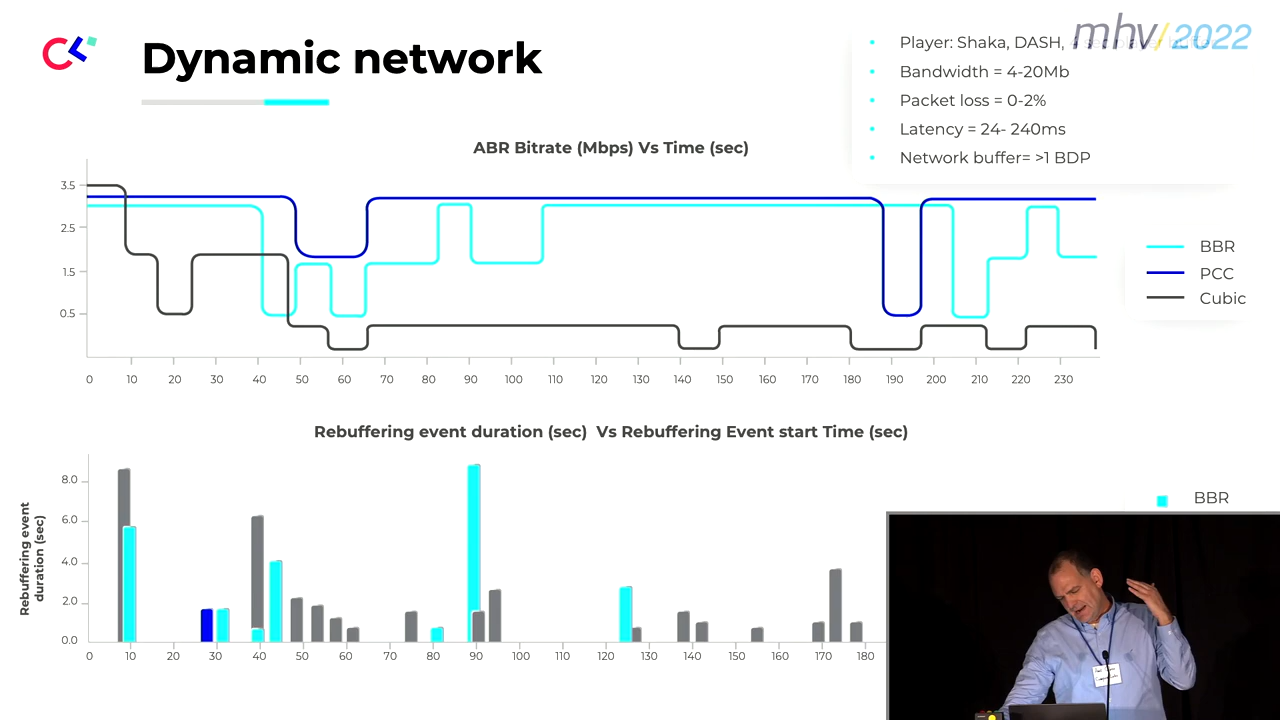 Dynamic network
mhv/2022
Player: Shaka, DASH,
Bandwidth = 4-20Mb
Packet loss = 0-2%
Latency = 24- 240ms
Network buffer= >1 BDP
ABR Bitrate (Mbps) Vs Time (sec)
3.5
2.5
1.5
0.5
0 10 20 30 40 50 60 70 80 90 100 110 120 130 140 150 160 170 180 190 200 210 220 230
BBR
PCC
Cubic
Rebuffering event duration (sec) Vs Rebuffering Event start Time (sec)
Rebuffering event
duration (sec)
8.0
6.0
4.0
2.0
0.0
0 10 20 30 40 50 60 70 80 90 100 110 120 130 140 150 160 170 180
BBR